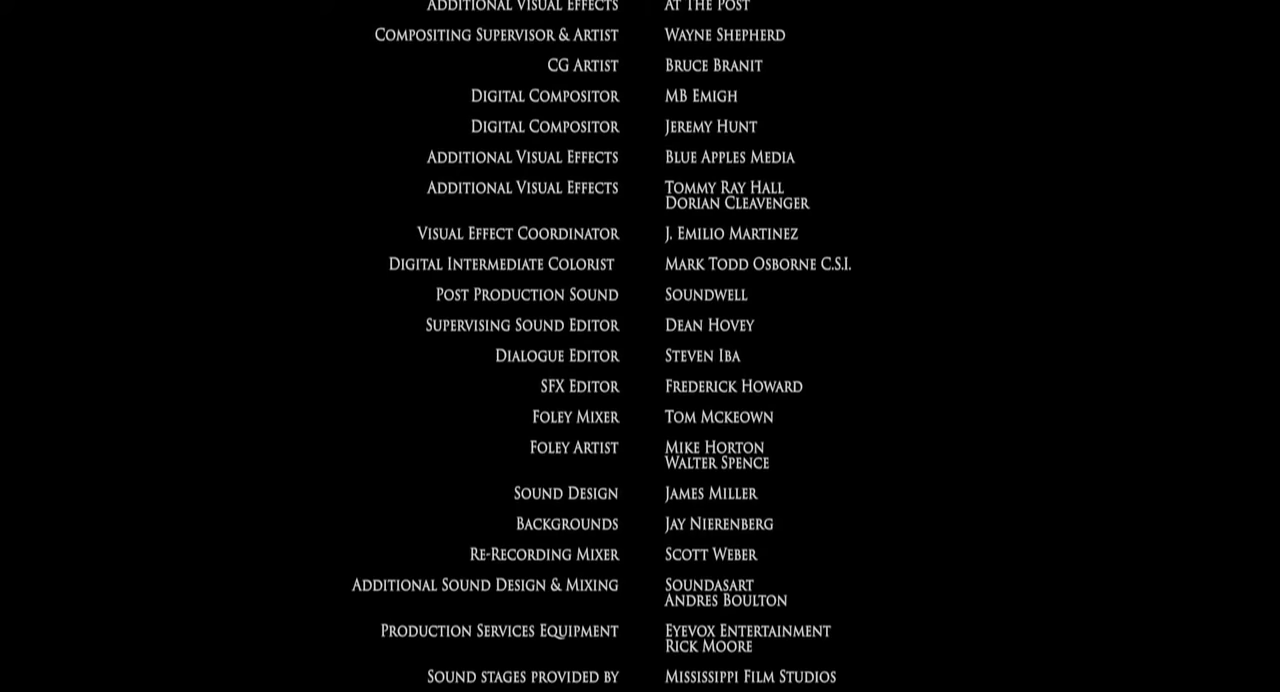 Additional Visual Effects At The Post
Compositing Supervisor & Artist Wayne Shepherd
CG Artist Bruce Branit
Digital Compositor MB Emigh
Digital Compositor Jeremy Hunt
Additional Visual Effects Blue Apples Media
Additional Visual Effects Tommy Ray Hall
Dorian Cleavenger
Visual Effect Coordinator J. Emilio Martinez
Digital Intermediate Colorist Mark Todd Osborne C.S.I.
Post Production Sound Soundwell
Supervising Sound Editor Dean Hovey
Dialogue Editor Steven Iba
SFX Editor Frederick Howard
Foley Mixer Tom Mckeown
Foley Artist Mike Horton
Walter Spence
Sound Design James Miller
Backgrounds Jay Nierenberg
Re-Recording Mixer Scott Weber
Additional Sound Design & Mixing Soundasart
Andres Boulton
Production Services Equipment Eyevox Entertainment
Rick Moore
Sound stages provided by Mississippi Film Studios